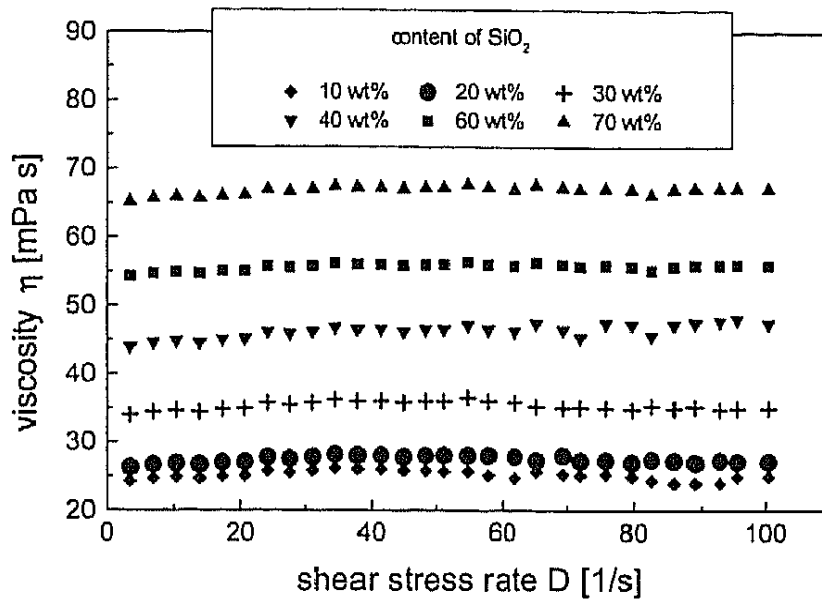 content of SiO₂
10 wt% 20 wt% 30 wt%
40 wt% 60 wt% 70 wt%
90
80
70
60
50
40
30
20
viscosity η [mPa s]
0 20 40 60 80 100
shear stress rate D [1/s]